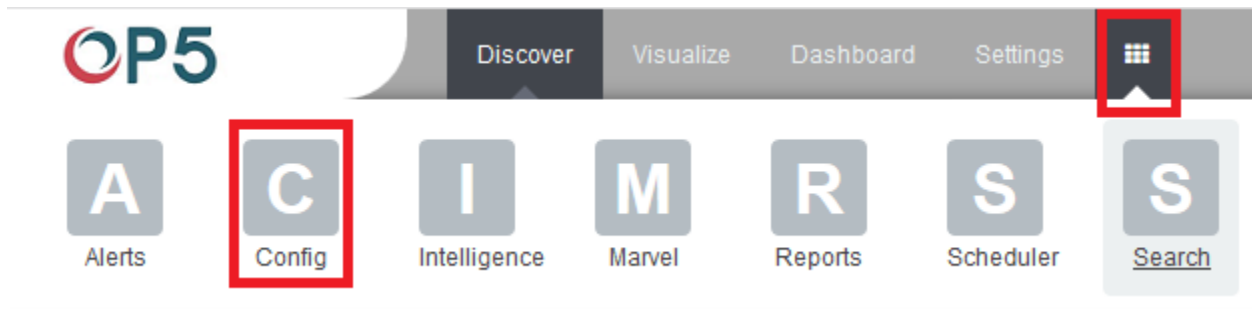 OP5 Discover Visualize Dashboard Settings
A C I M R S S
Alerts Config Intelligence Marvel Reports Scheduler Search